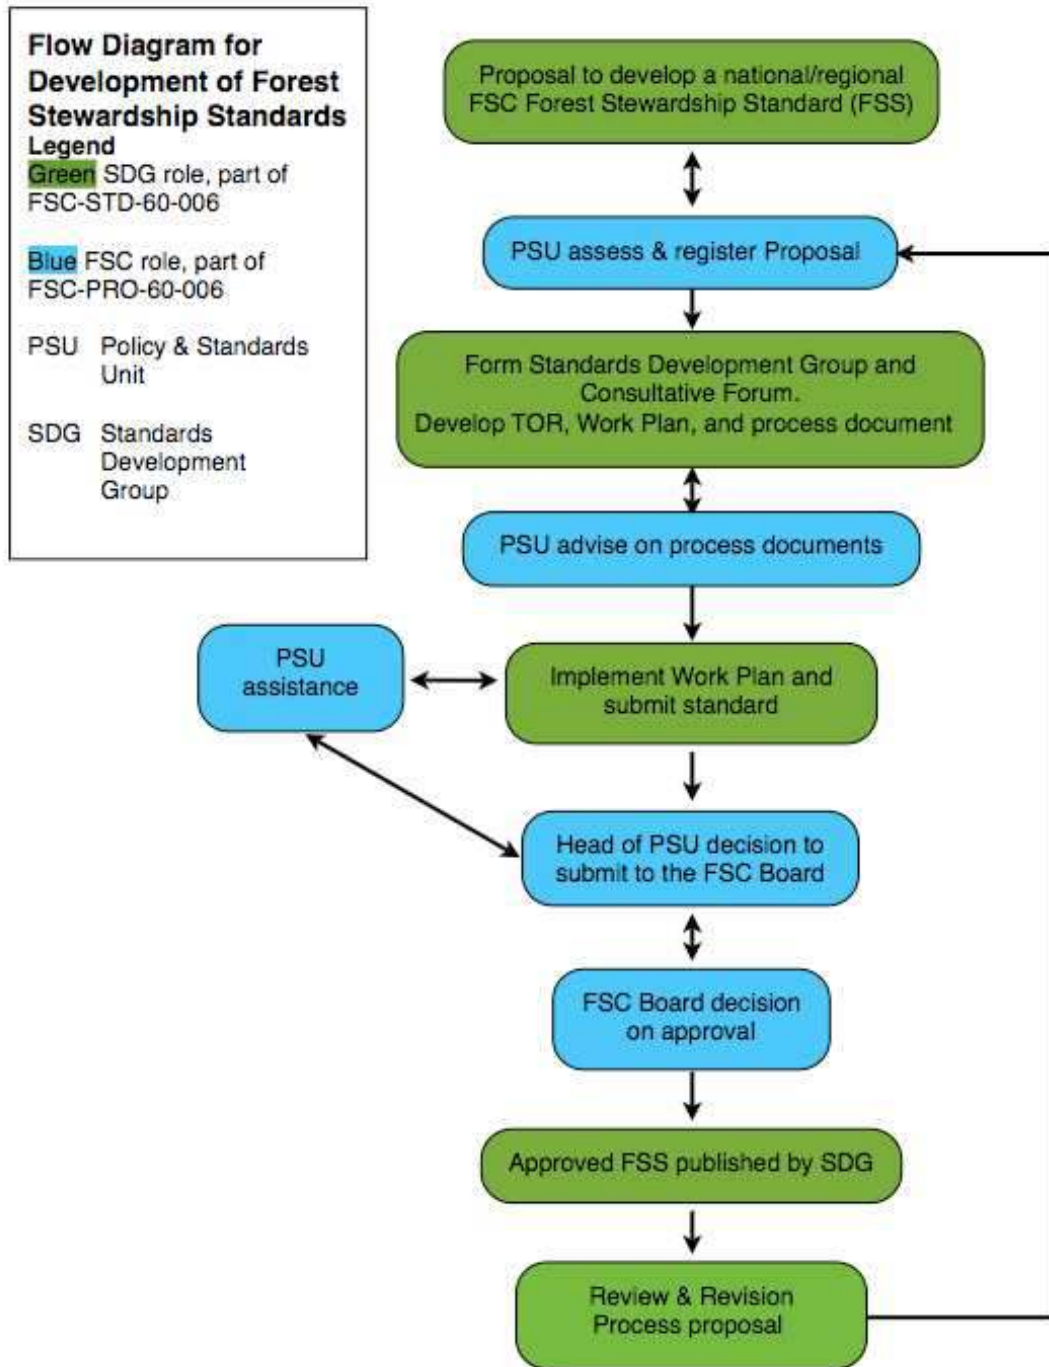 Flow Diagram for
Development of Forest
Stewardship Standards
Legend
Green SDG role, part of
FSC-STD-60-006
Blue FSC role, part of
FSC-PRO-60-006
PSU Policy & Standards
Unit
SDG Standards
Development
Group
Proposal to develop a national/regional
FSC Forest Stewardship Standard (FSS)
PSU assess & register Proposal
Form Standards Development Group and
Consultative Forum.
Develop TOR, Work Plan, and process document
PSU advise on process documents
PSU
assistance
Implement Work Plan and
submit standard
Head of PSU decision to
submit to the FSC Board
FSC Board decision
on approval
Approved FSS published by SDG
Review & Revision
Process proposal